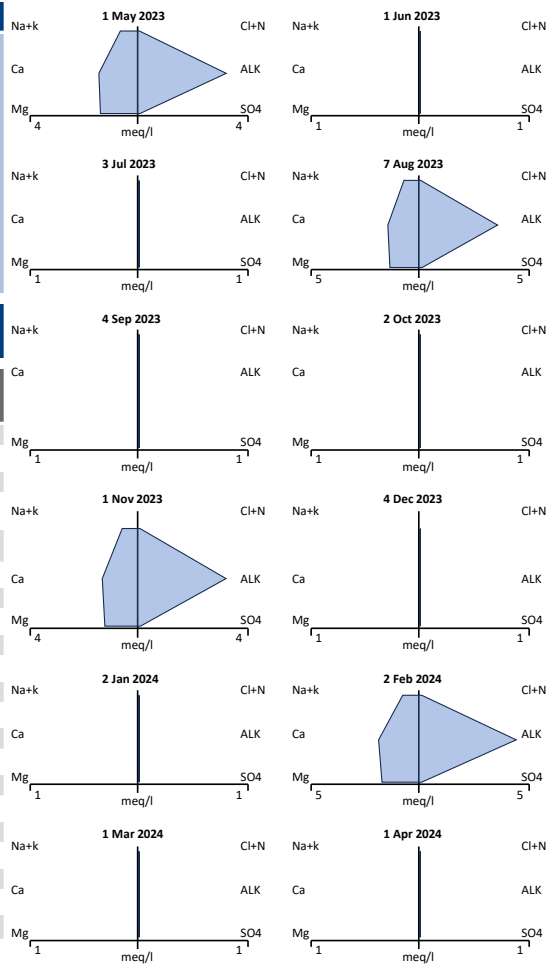 1 May 2023
Na+k Cl+N
Ca ALK
Mg SO4
4 4
meq/l
1 Jun 2023
Na+k Cl+N
Ca ALK
Mg SO4
1 1
meq/l
3 Jul 2023
Na+k Cl+N
Ca ALK
Mg SO4
1 1
meq/l
7 Aug 2023
Na+k Cl+N
Ca ALK
Mg SO4
5 5
meq/l
4 Sep 2023
Na+k Cl+N
Ca ALK
Mg SO4
1 1
meq/l
2 Oct 2023
Na+k Cl+N
Ca ALK
Mg SO4
1 1
meq/l
1 Nov 2023
Na+k Cl+N
Ca ALK
Mg SO4
4 4
meq/l
4 Dec 2023
Na+k Cl+N
Ca ALK
Mg SO4
1 1
meq/l
2 Jan 2024
Na+k Cl+N
Ca ALK
Mg SO4
1 1
meq/l
2 Feb 2024
Na+k Cl+N
Ca ALK
Mg SO4
5 5
meq/l
1 Mar 2024
Na+k Cl+N
Ca ALK
Mg SO4
1 1
meq/l
1 Apr 2024
Na+k Cl+N
Ca ALK
Mg SO4
1 1
meq/l